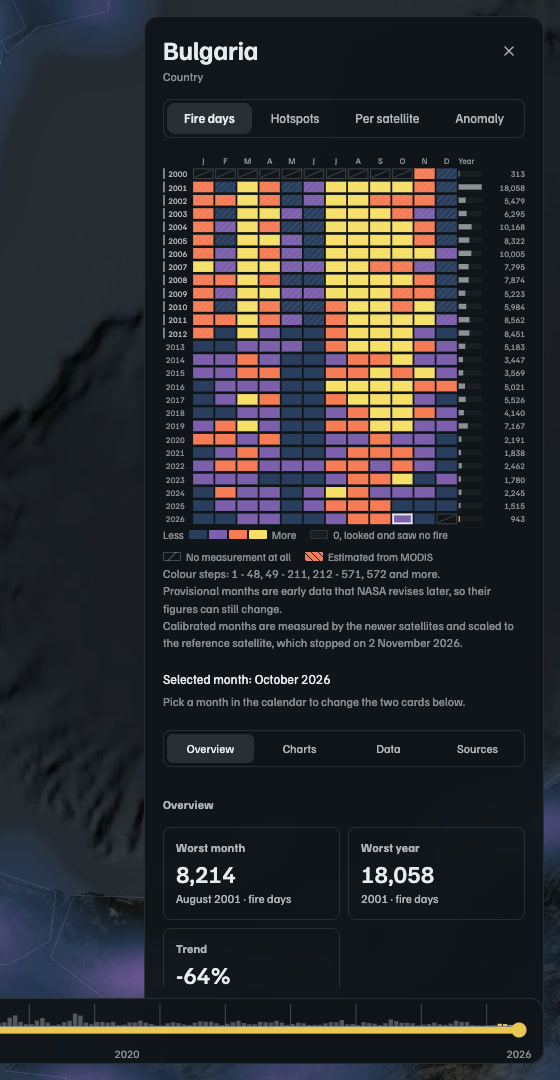 Bulgaria
Country
Fire days Hotspots Per satellite Anomaly
J F M A M J J A S O N D Year
2000 313
2001 18,058
2002 5,479
2003 6,295
2004 10,168
2005 8,322
2006 10,005
2007 7,795
2008 7,874
2009 5,223
2010 5,984
2011 8,562
2012 8,451
2013 5,183
2014 3,447
2015 3,569
2016 5,021
2017 5,526
2018 4,140
2019 7,167
2020 2,191
2021 1,838
2022 2,462
2023 1,780
2024 2,245
2025 1,515
2026 943
Less More 0, looked and saw no fire
No measurement at all Estimated from MODIS
Colour steps: 1 - 48, 49 - 211, 212 - 571, 572 and more.
Provisional months are early data that NASA revises later, so their
figures can still change.
Calibrated months are measured by the newer satellites and scaled to
the reference satellite, which stopped on 2 November 2026.
Selected month: October 2026
Pick a month in the calendar to change the two cards below.
Overview Charts Data Sources
Overview
Worst month Worst year
8,214 18,058
August 2001 · fire days 2001 · fire days
Trend
-64%
2020 2026